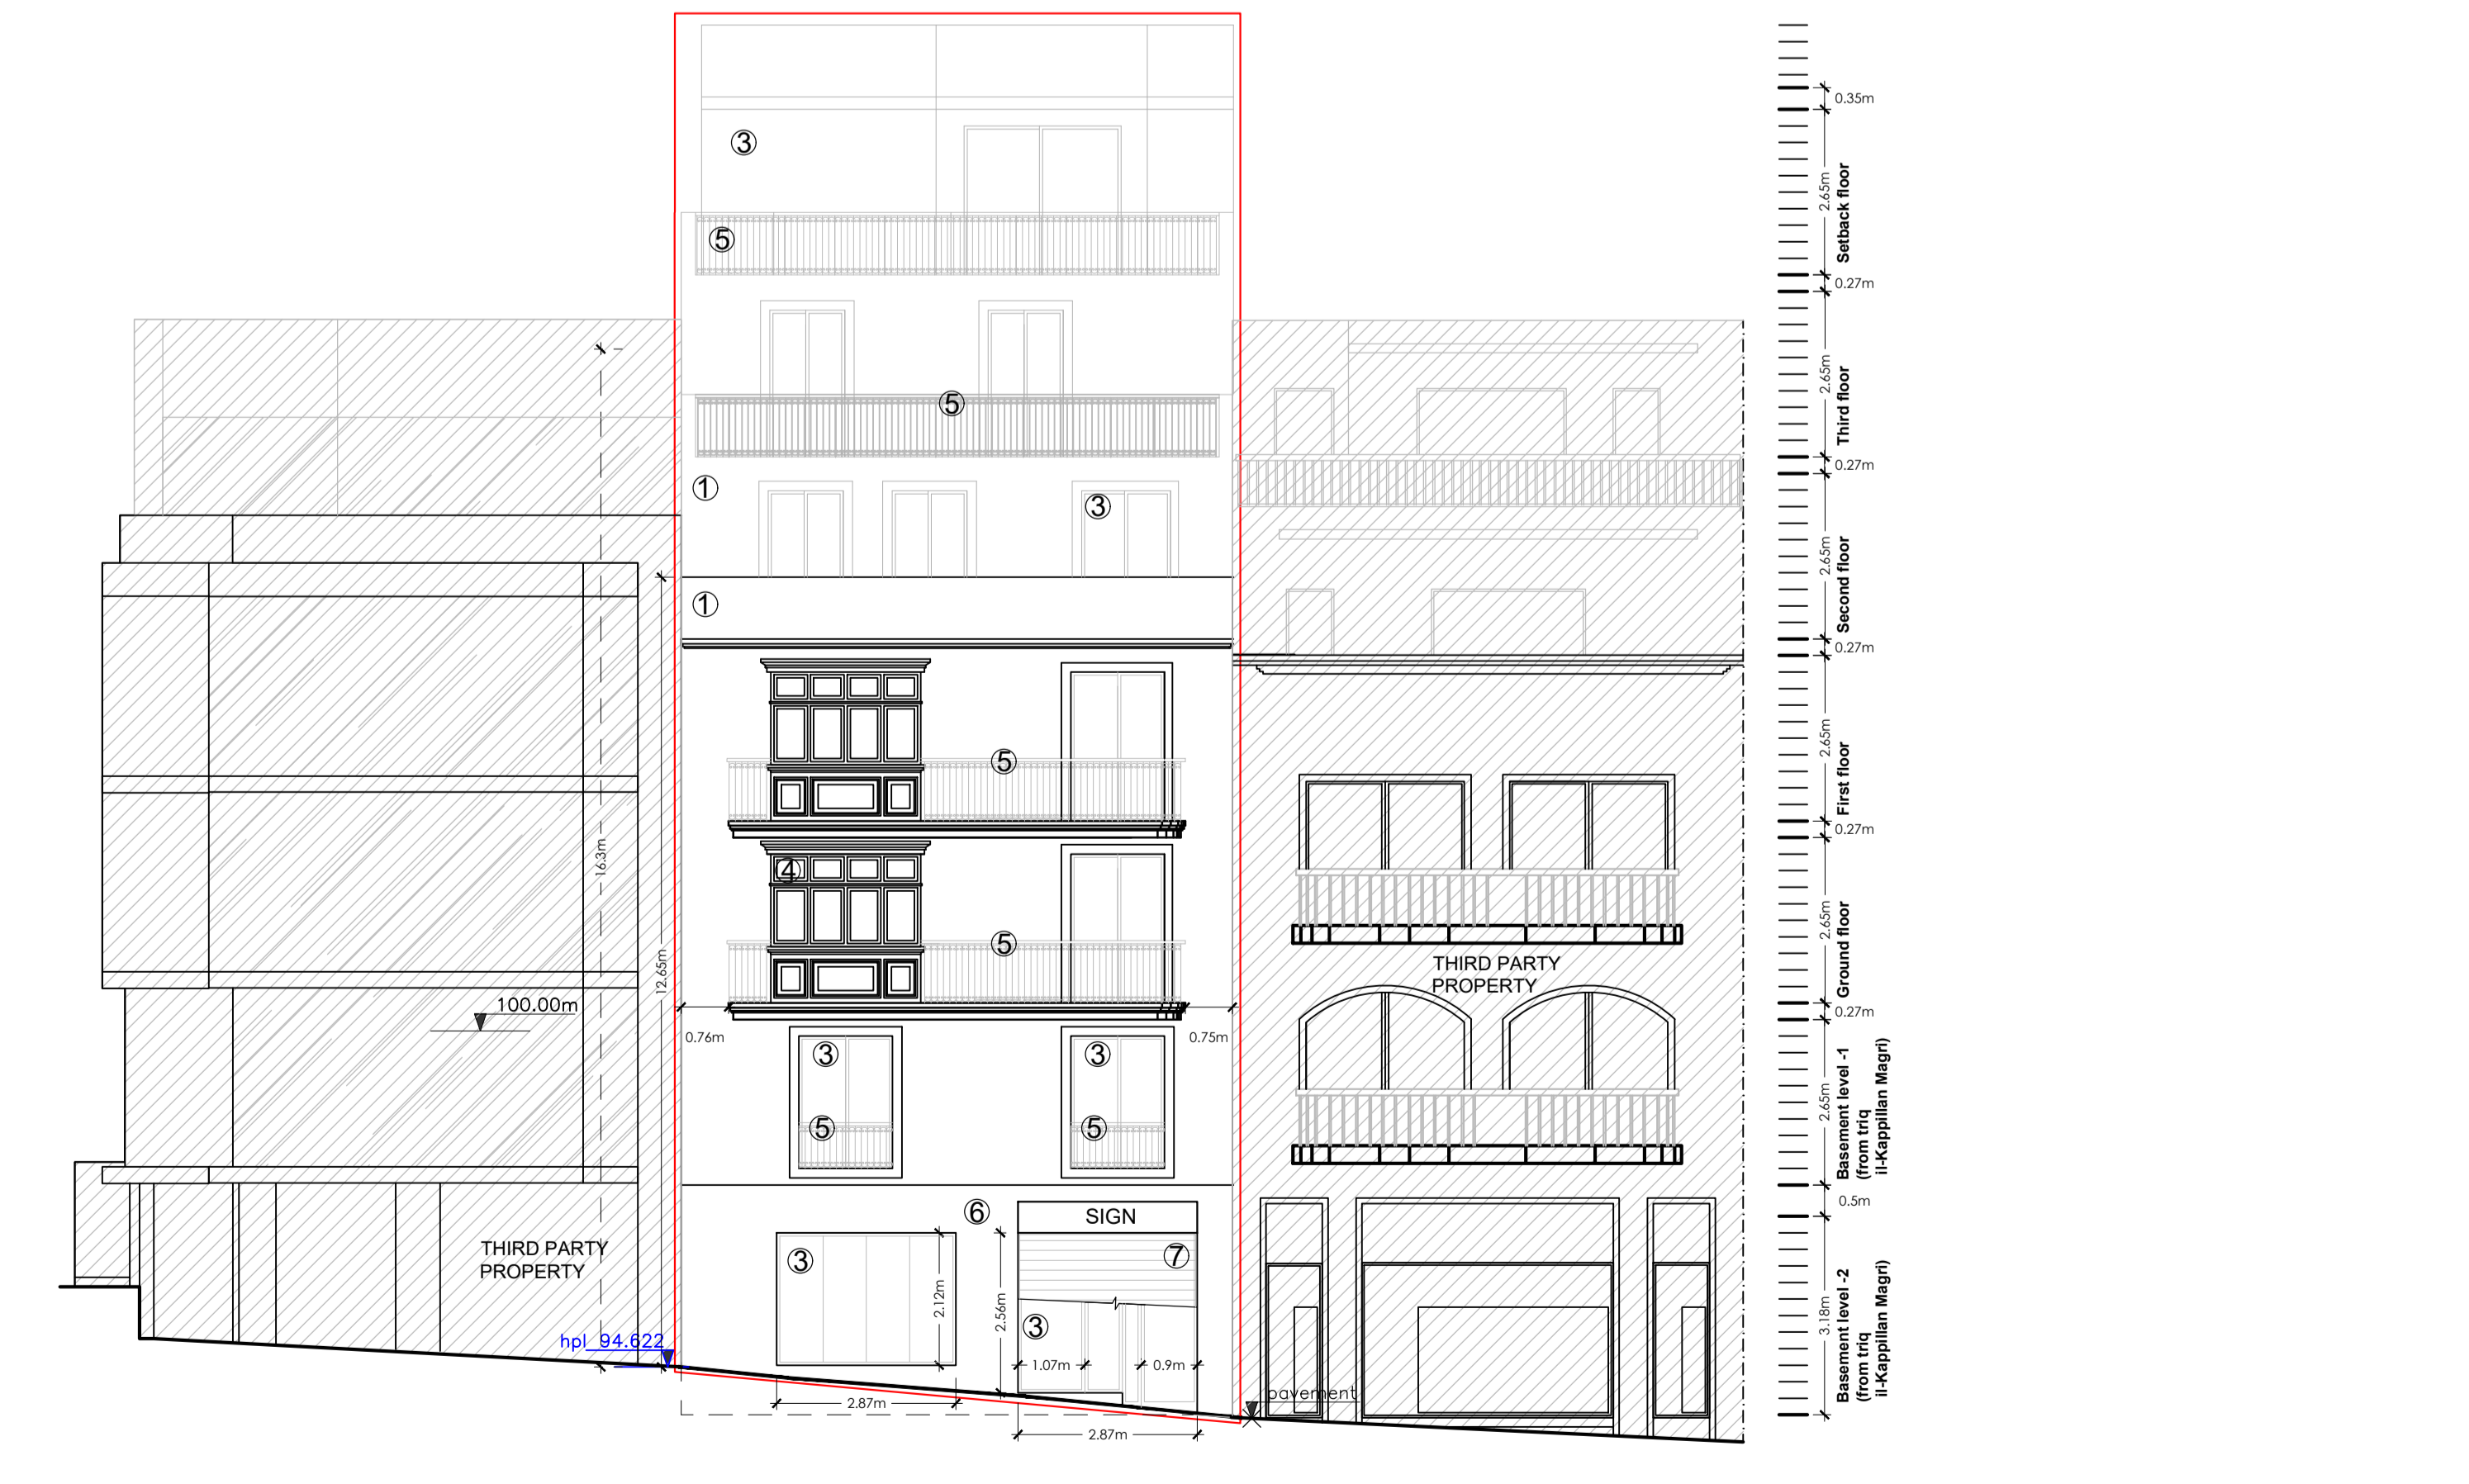 0.35m
③
2.65m
Setback floor
⑤
0.27m
2.65m
Third floor
⑤
0.27m
①
③
2.65m
Second floor
①
0.27m
2.65m
First floor
⑤
0.27m
16.3m
④
2.65m
Ground floor
⑤
12.65m
THIRD PARTY
PROPERTY
100.00m
0.27m
0.76m
0.75m
③
③
2.65m
Basement level -1
(from triq
il-Kappillan Magri)
⑤
⑤
0.5m
⑥
SIGN
THIRD PARTY
PROPERTY
③
⑦
2.12m
2.56m
③
3.18m
Basement level -2
(from triq
il-Kappillan Magri)
hpl 94.622
1.07m
0.9m
pavement
2.87m
2.87m